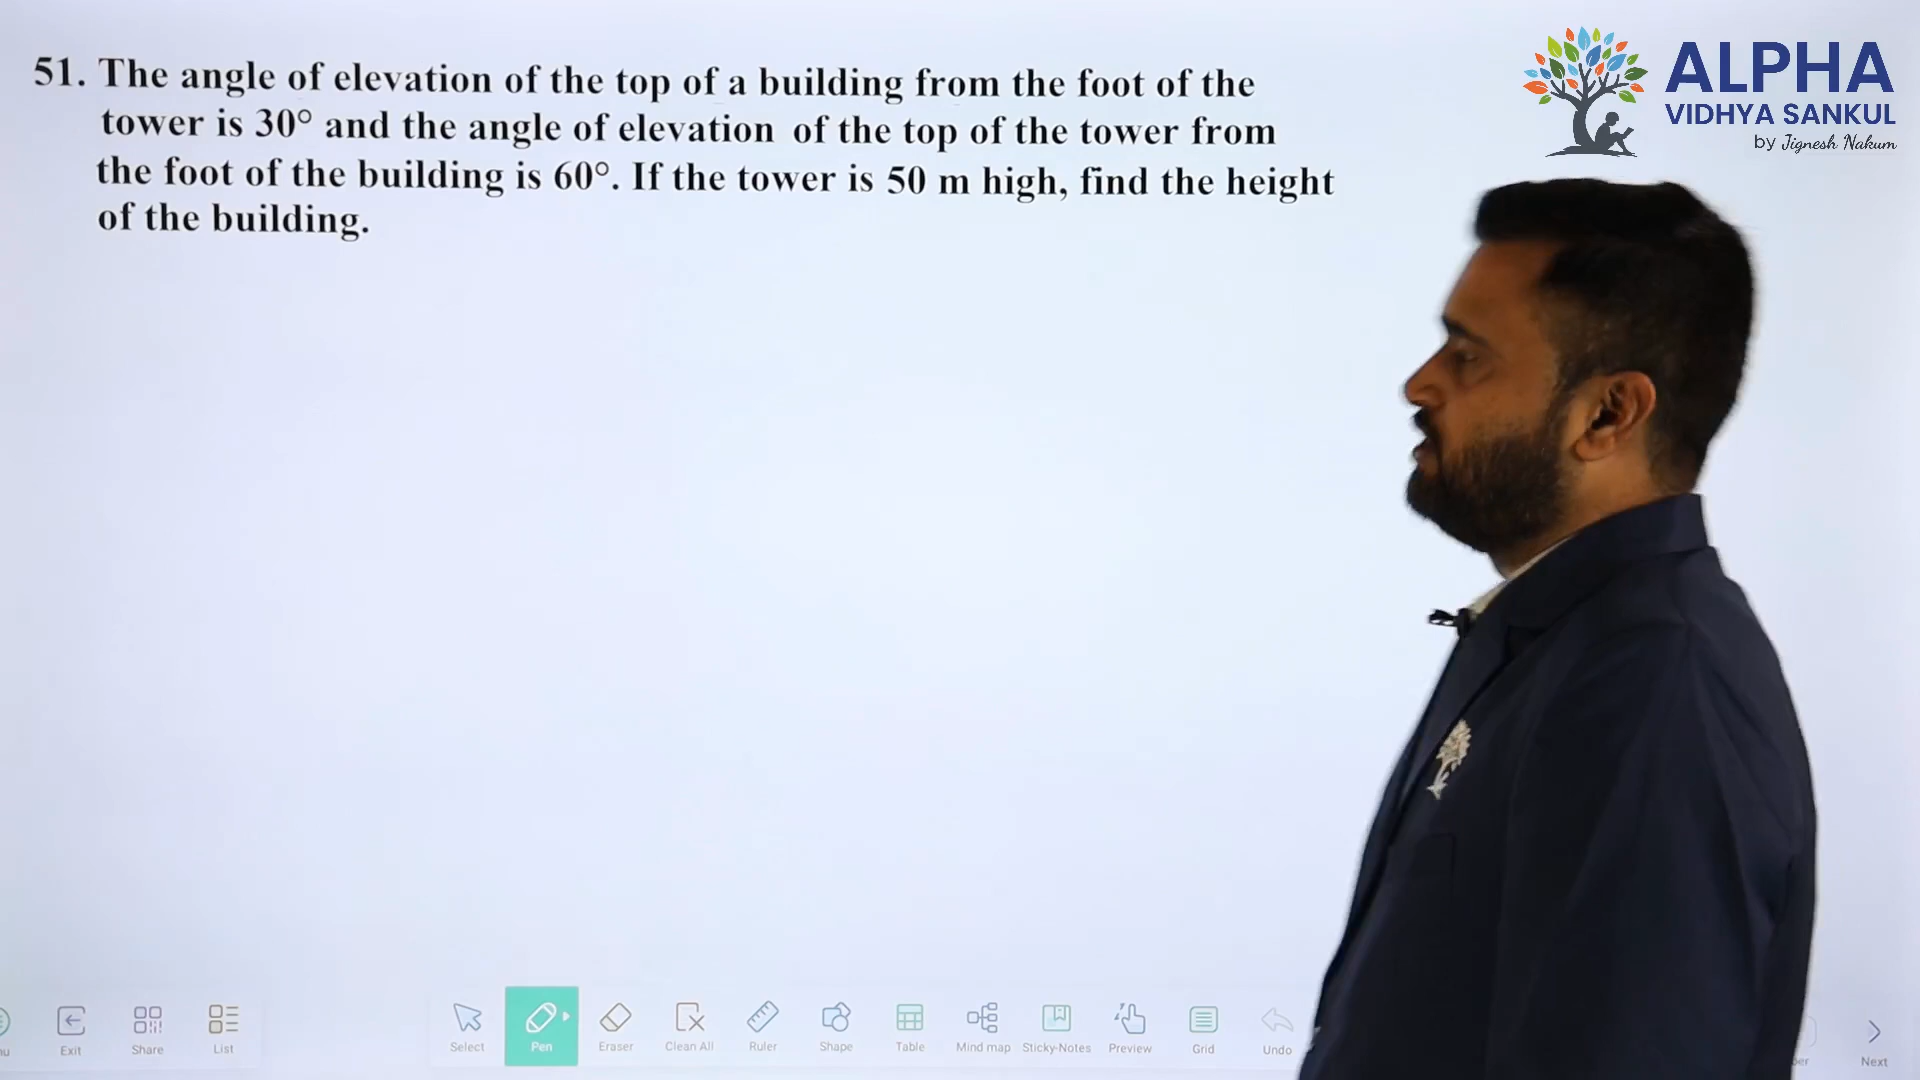 51. The angle of elevation of the top of a building from the foot of the
tower is 30° and the angle of elevation of the top of the tower from
the foot of the building is 60°. If the tower is 50 m high, find the height
of the building.
ALPHA
VIDHYA SANKUL
by Jignesh Nakum
Exit
Share
List
Select
Pen
Eraser
Clean All
Ruler
Shape
Table
Mind map
Sticky-Notes
Preview
Grid
Undo
Next